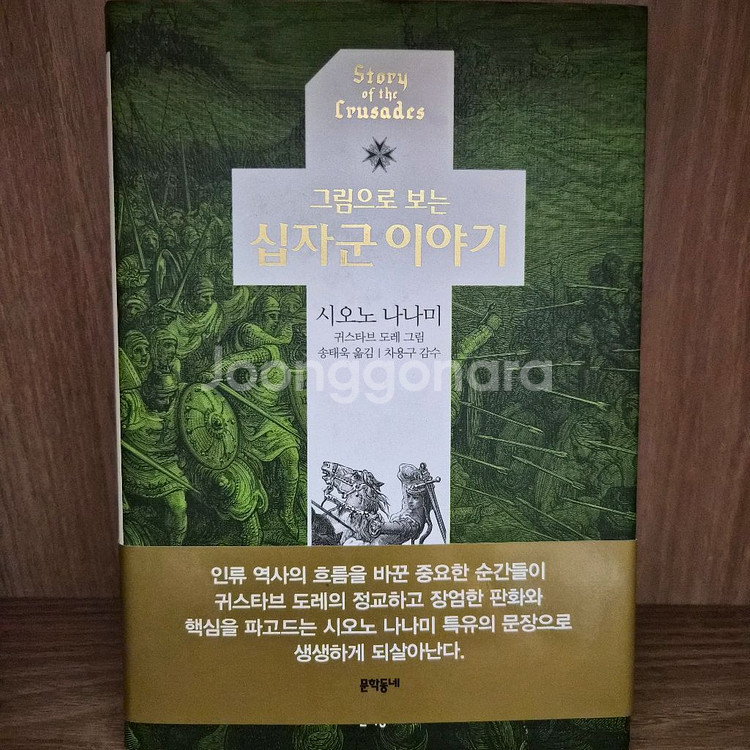 Story
of the
Crusades
그림으로 보는
십자군 이야기
시오노 나나미
귀스타브 도레 그림
송태욱 옮김 | 차용구 감수
Joonggonara
인류 역사의 흐름을 바꾼 중요한 순간들이
귀스타브 도레의 정교하고 장엄한 판화와
핵심을 파고드는 시오노 나나미 특유의 문장으로
생생하게 되살아난다.
문학동네